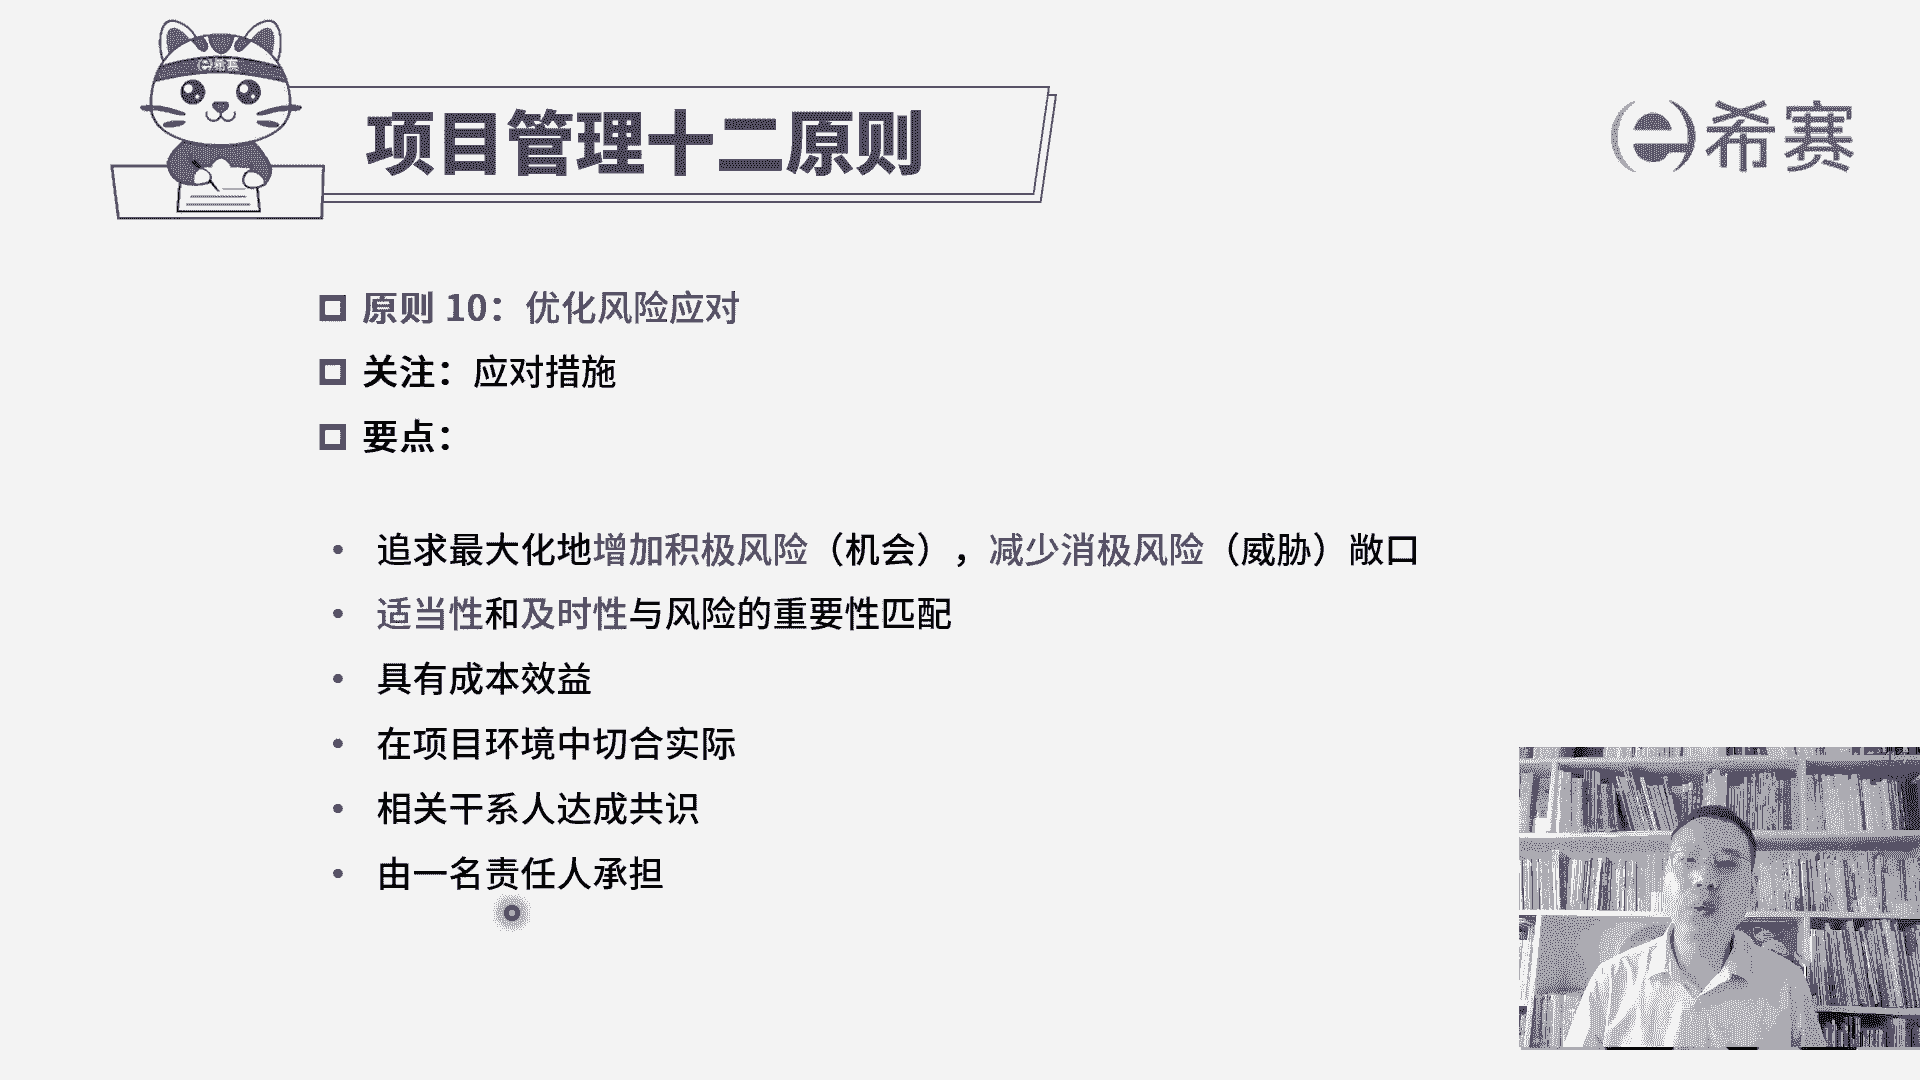 希赛
项目管理十二原则
希赛
原则 10：优化风险应对
关注：应对措施
要点：
追求最大化地增加积极风险（机会），减少消极风险（威胁）敞口
适当性和及时性与风险的重要性匹配
具有成本效益
在项目环境中切合实际
相关干系人达成共识
由一名责任人承担